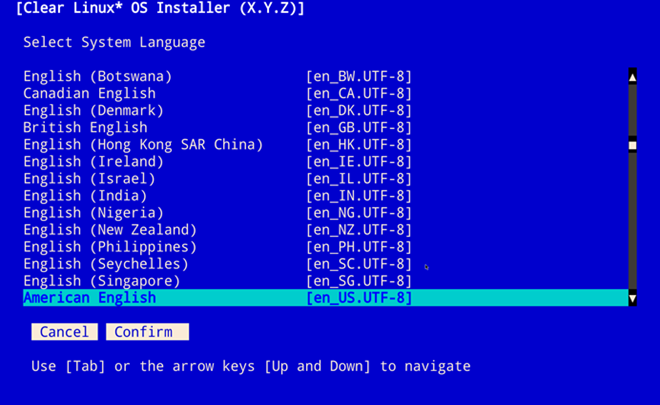 [Clear Linux* OS Installer (X.Y.Z)]
Select System Language
English (Botswana) [en_BW.UTF-8]
Canadian English [en_CA.UTF-8]
English (Denmark) [en_DK.UTF-8]
British English [en_GB.UTF-8]
English (Hong Kong SAR China) [en_HK.UTF-8]
English (Ireland) [en_IE.UTF-8]
English (Israel) [en_IL.UTF-8]
English (India) [en_IN.UTF-8]
English (Nigeria) [en_NG.UTF-8]
English (New Zealand) [en_NZ.UTF-8]
English (Philippines) [en_PH.UTF-8]
English (Seychelles) [en_SC.UTF-8]
English (Singapore) [en_SG.UTF-8]
American English [en_US.UTF-8]
Cancel Confirm
Use [Tab] or the arrow keys [Up and Down] to navigate